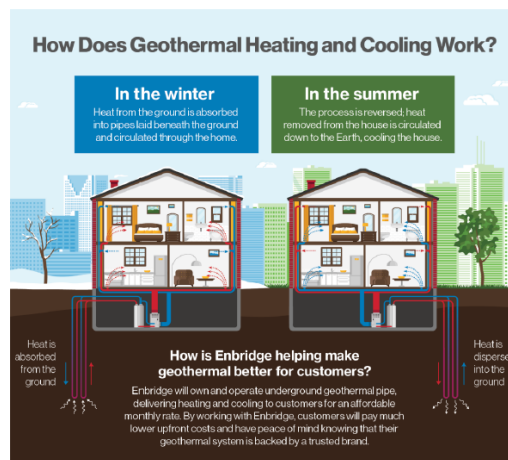 How Does Geothermal Heating and Cooling Work?
In the winter
Heat from the ground is absorbed
into pipes laid beneath the ground
and circulated through the home.
In the summer
The process is reversed; heat
removed from the house is circulated
down to the Earth, cooling the house.
Heat is
absorbed
from the
ground
Heat is
disperse
into the
ground
How is Enbridge helping make
geothermal better for customers?
Enbridge will own and operate underground geothermal pipe,
delivering heating and cooling to customers for an affordable
monthly rate. By working with Enbridge, customers will pay much
lower upfront costs and have peace of mind knowing that their
geothermal system is backed by a trusted brand.